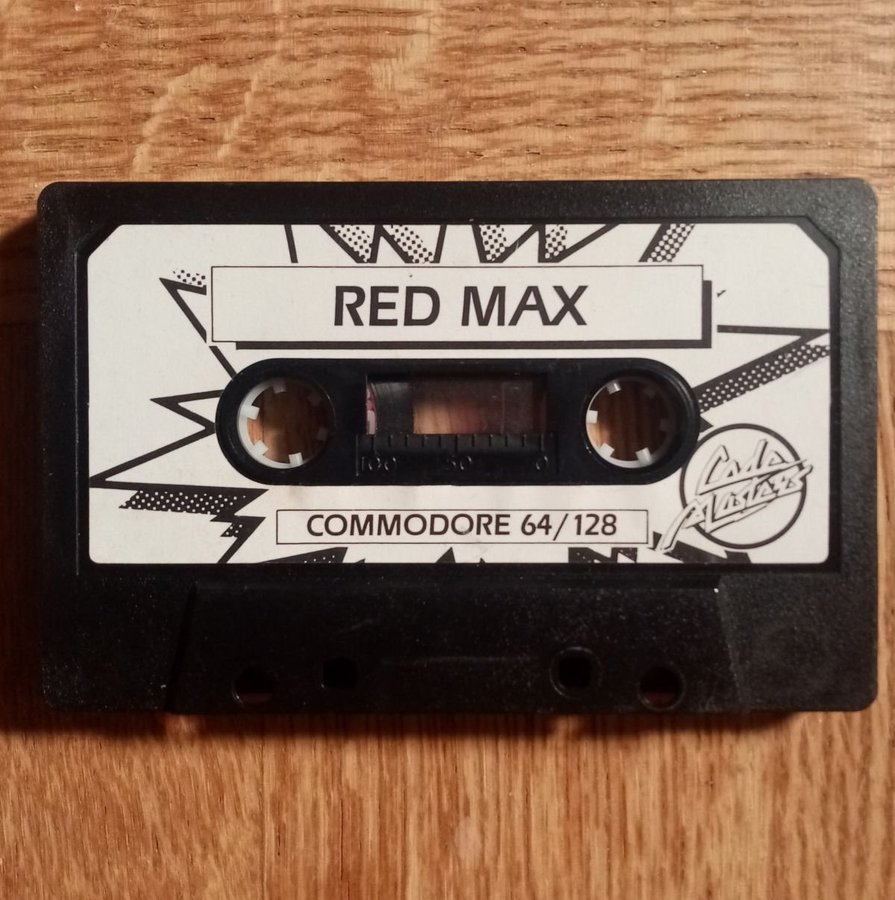 RED MAX
100 50 0
COMMODORE 64/128
Code
Masters